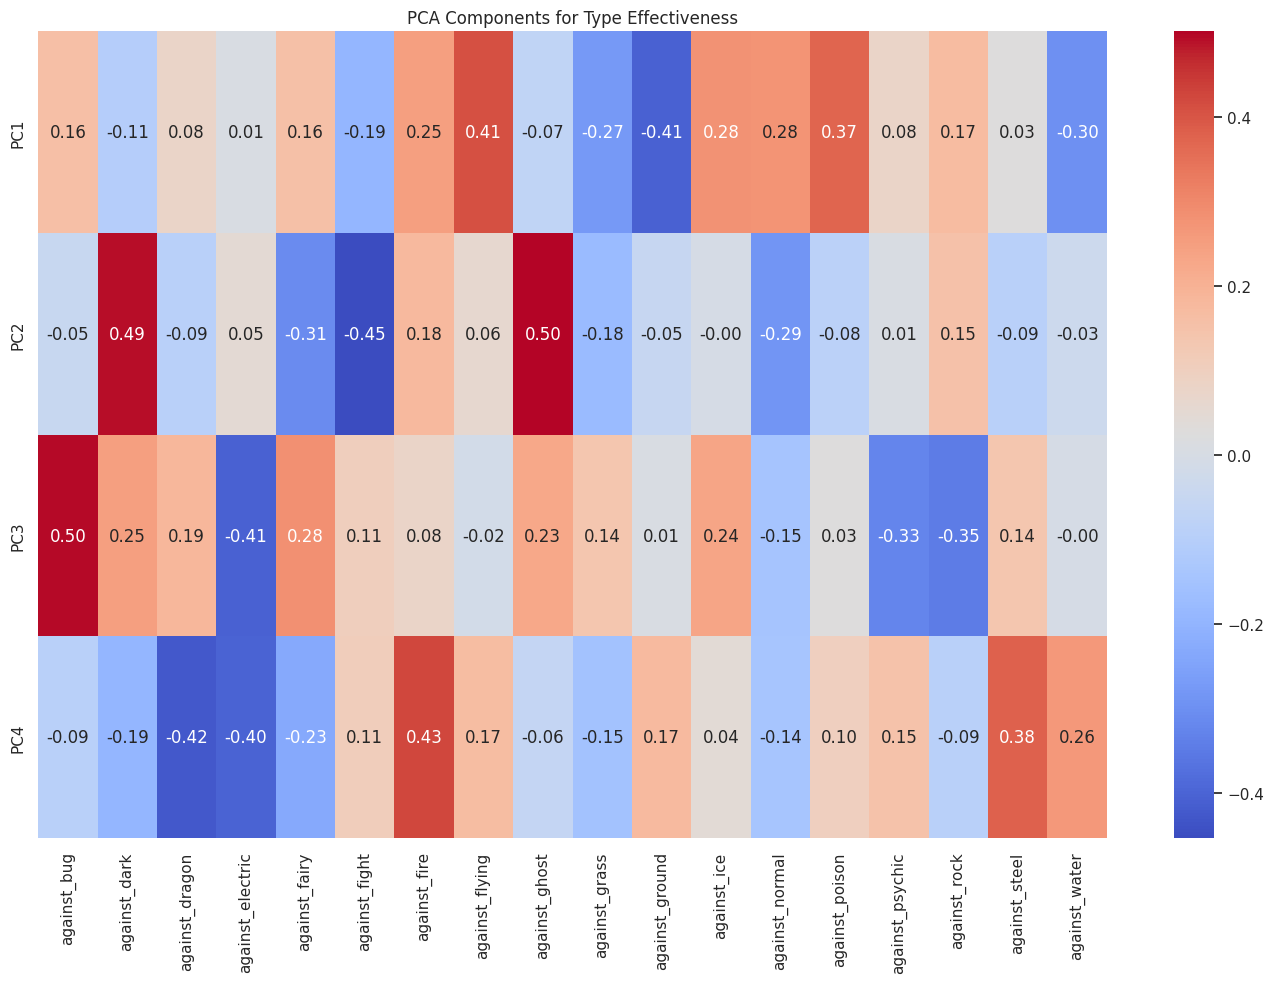 PCA Components for Type Effectiveness
PC1 0.16 -0.11 0.08 0.01 0.16 -0.19 0.25 0.41 -0.07 -0.27 -0.41 0.28 0.28 0.37 0.08 0.17 0.03 -0.30
PC2 -0.05 0.49 -0.09 0.05 -0.31 -0.45 0.18 0.06 0.50 -0.18 -0.05 -0.00 -0.29 -0.08 0.01 0.15 -0.09 -0.03
PC3 0.50 0.25 0.19 -0.41 0.28 0.11 0.08 -0.02 0.23 0.14 0.01 0.24 -0.15 0.03 -0.33 -0.35 0.14 -0.00
PC4 -0.09 -0.19 -0.42 -0.40 -0.23 0.11 0.43 0.17 -0.06 -0.15 0.17 0.04 -0.14 0.10 0.15 -0.09 0.38 0.26
against_bug
against_dark
against_dragon
against_electric
against_fairy
against_fight
against_fire
against_flying
against_ghost
against_grass
against_ground
against_ice
against_normal
against_poison
against_psychic
against_rock
against_steel
against_water
0.4
0.2
0.0
−0.2
−0.4